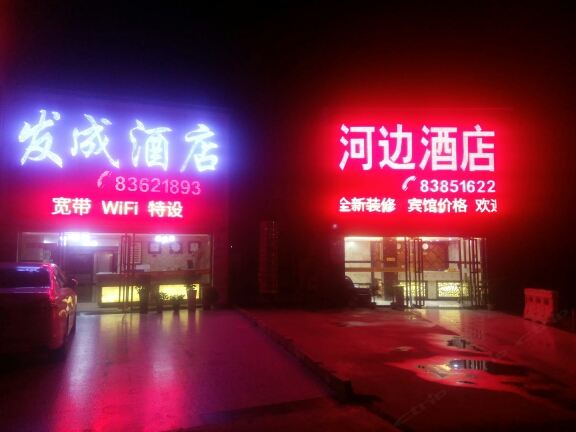 发成酒店
83621893
宽带 WiFi 特设
河边酒店
83851622
全新装修 宾馆价格 欢迎